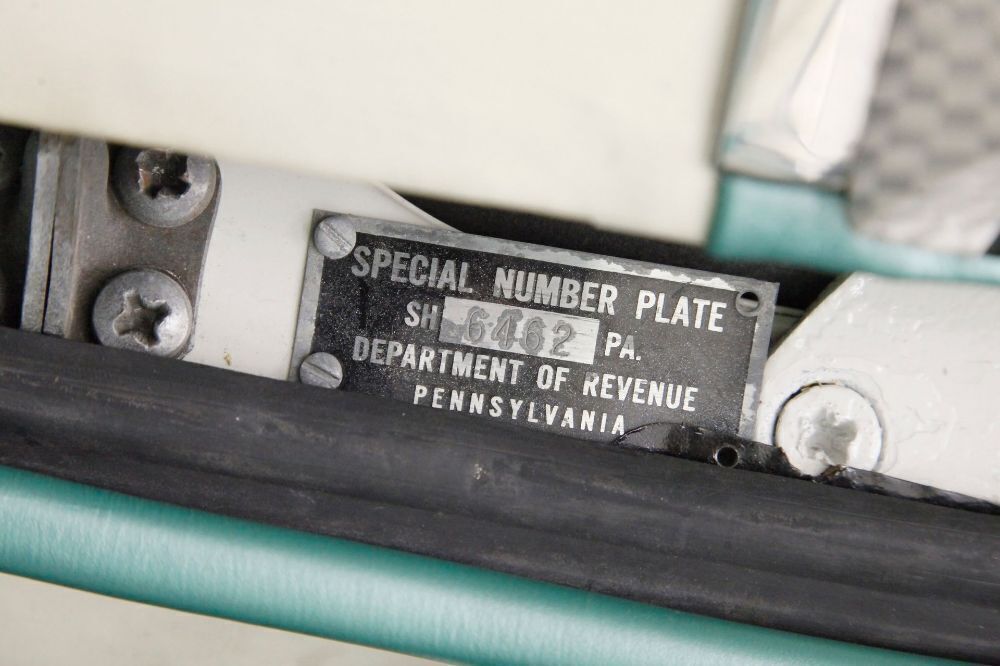 SPECIAL NUMBER PLATE
SH 6462 PA.
DEPARTMENT OF REVENUE
PENNSYLVANIA